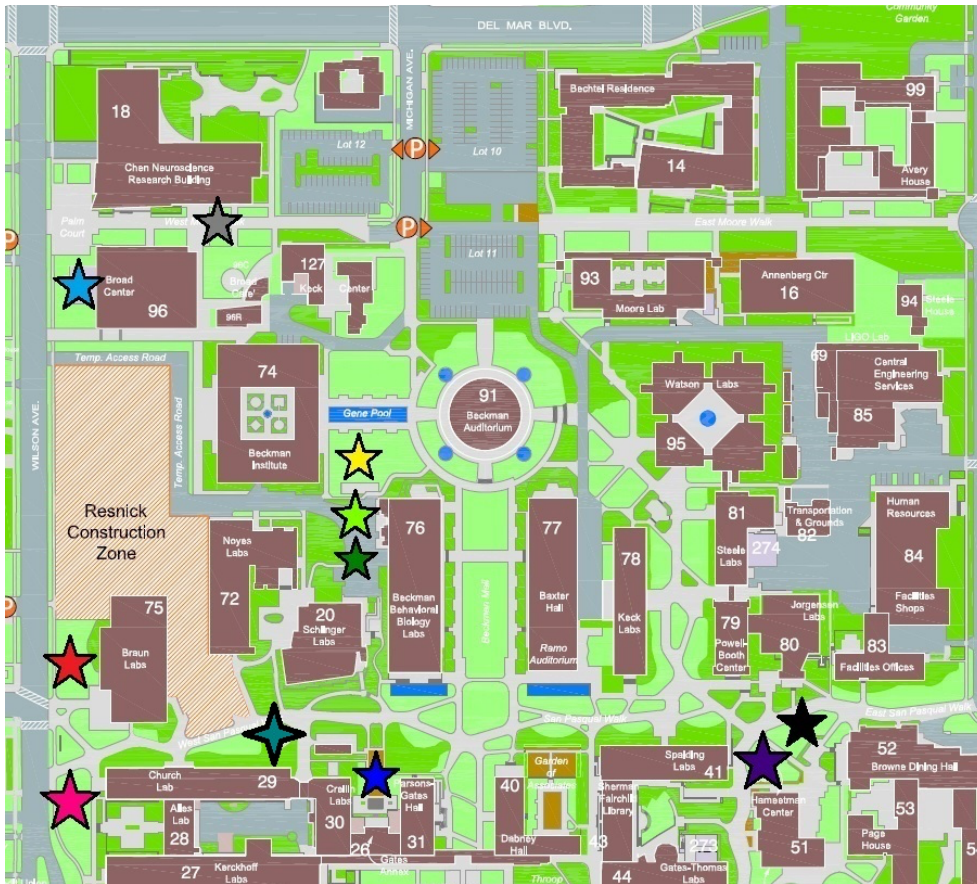 DEL MAR BLVD.
Community
Garden
MICHIGAN AVE.
18
Chen Neuroscience
Research Building
Lot 12
P
Lot 10
Bechtel Residence
14
99
Avery
House
Palm
Court
P
East Moore Walk
P
Broad
Center
96
96R
127
Keck
Center
Lot 11
93
Moore Lab
Annenberg Ctr
16
94
Steele
House
Temp. Access Road
74
Beckman
Institute
Gene Pool
91
Beckman
Auditorium
Watson Labs
95
LIGO Lab
69
Central
Engineering
Services
85
WILSON AVE.
Temp. Access Road
Resnick
Construction
Zone
Noyes
Labs
72
76
Beckman
Behavioral
Biology
Labs
Beckman Mall
77
Baxter
Hall
Ramo
Auditorium
78
Keck Labs
81
Steele
Labs
274
Transportation
& Grounds
82
Human
Resources
84
Facilities
Shops
P
75
Braun
Labs
20
Schlinger
Labs
79
Powell-
Booth
Center
Jorgensen
Labs
80
83
Facilities Offices
San Pasqual Walk
East San Pasqual Walk
Church
Lab
29
Alles
Lab
28
30
26
Gates
Annex
Parsons-
Gates
Hall
31
27
Kerckhoff
Labs
40
Dabney
Hall
Garden
of
Throop
Spalding
Labs
41
Sherman
Fairchild
Library
43
273
44
Gates-Thomas
Labs
Hameetman
Center
51
52
Browne Dining Hall
53
Page
House